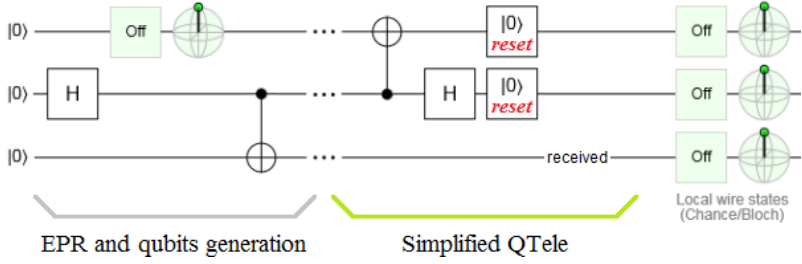 |0⟩ Off ... |0⟩ Off
reset
|0⟩ H ... H |0⟩ Off
reset
|0⟩ ... received Off
Local wire states
(Chance/Bloch)
EPR and qubits generation Simplified QTele